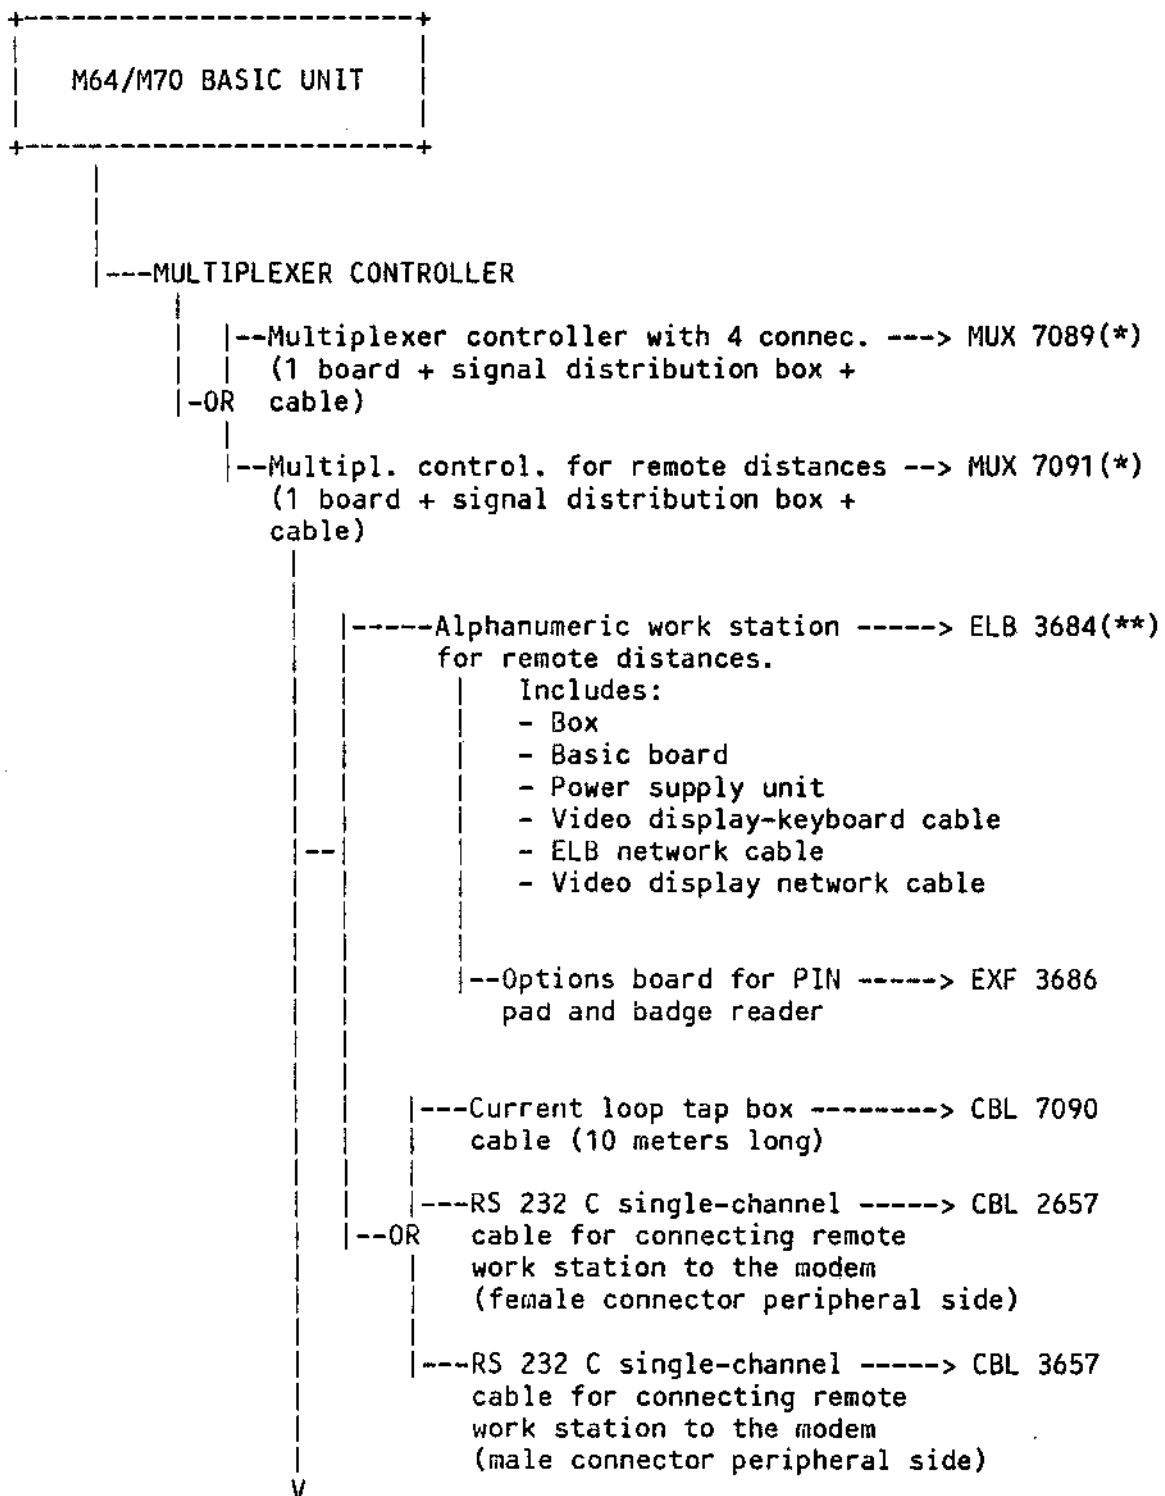 M64/M70 BASIC UNIT
---MULTIPLEXER CONTROLLER
--Multiplexer controller with 4 connec. ---> MUX 7089(*)
(1 board + signal distribution box +
-OR cable)
--Multipl. control. for remote distances --> MUX 7091(*)
(1 board + signal distribution box +
cable)
-----Alphanumeric work station -----> ELB 3684(**)
for remote distances.
Includes:
- Box
- Basic board
- Power supply unit
- Video display-keyboard cable
-- - ELB network cable
- Video display network cable
--Options board for PIN -----> EXF 3686
pad and badge reader
---Current loop tap box --------> CBL 7090
cable (10 meters long)
---RS 232 C single-channel -----> CBL 2657
--OR cable for connecting remote
work station to the modem
(female connector peripheral side)
---RS 232 C single-channel -----> CBL 3657
cable for connecting remote
work station to the modem
(male connector peripheral side)
V